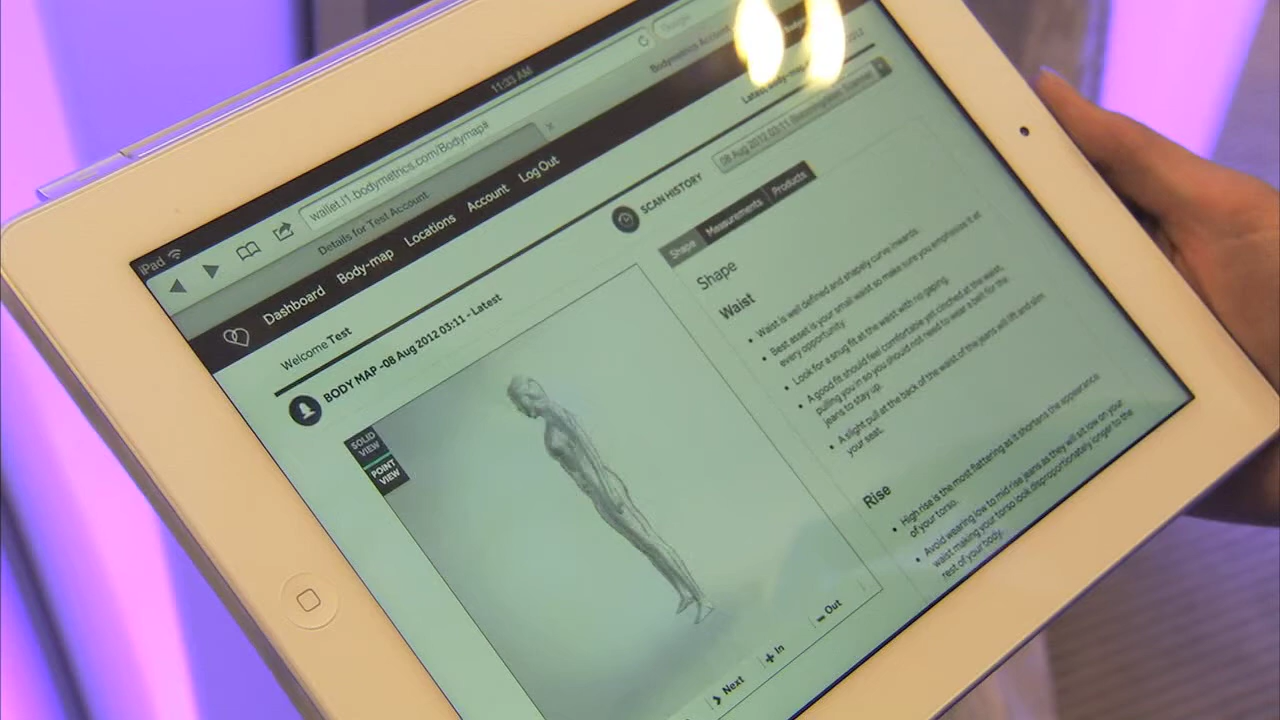 iPad
11:33 AM
wallet.i1.bodymetrics.com/Bodymap#
Google
Details for Test Account
Bodymetrics
Dashboard Body-map Locations Account Log Out
Welcome Test
BODY MAP -08 Aug 2012 03:11 - Latest
SCAN HISTORY
08 Aug 2012 03:11
SOLID
VIEW
POINT
VIEW
Next
In
Out
Shape Measurements Products
Shape
Waist
Waist is well defined and shapely curve inwards
Best asset is your small waist so make sure you emphasise it at
every opportunity.
Look for a snug fit at the waist with no gaping.
A good fit should feel comfortable yet clinched at the waist,
pulling you in so you should not need to wear a belt for the
jeans to stay up.
A slight pull at the back of the waist of the jeans will lift and slim
your seat.
Rise
High rise is the most flattering as it shortens the appearance
of your torso.
Avoid wearing low to mid rise jeans as they will sit low on your
waist making your torso look disproportionately longer to the
rest of your body.